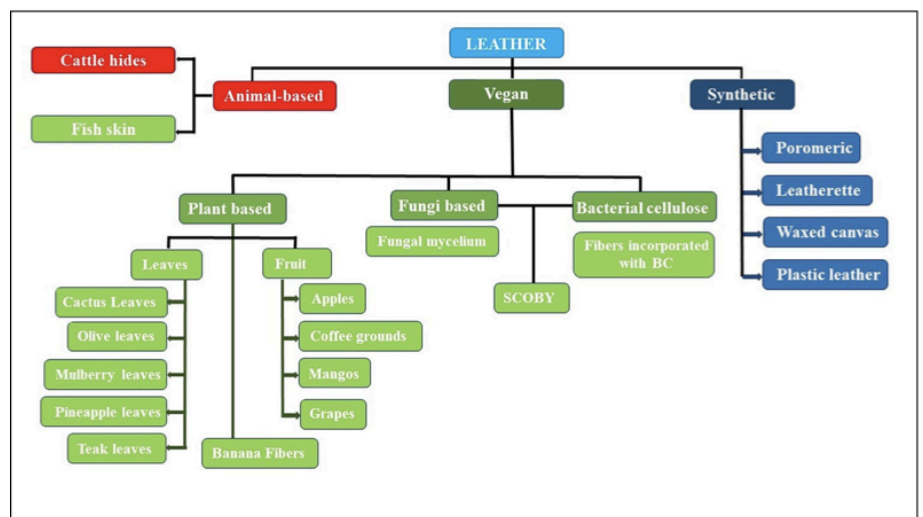 LEATHER
Cattle hides
Animal-based
Vegan
Synthetic
Fish skin
Poromeric
Leatherette
Waxed canvas
Plastic leather
Plant based
Fungi based
Bacterial cellulose
Fungal mycelium
Fibers incorporated
with BC
SCOBY
Leaves
Fruit
Cactus Leaves
Olive leaves
Mulberry leaves
Pineapple leaves
Teak leaves
Apples
Coffee grounds
Mangos
Grapes
Banana Fibers